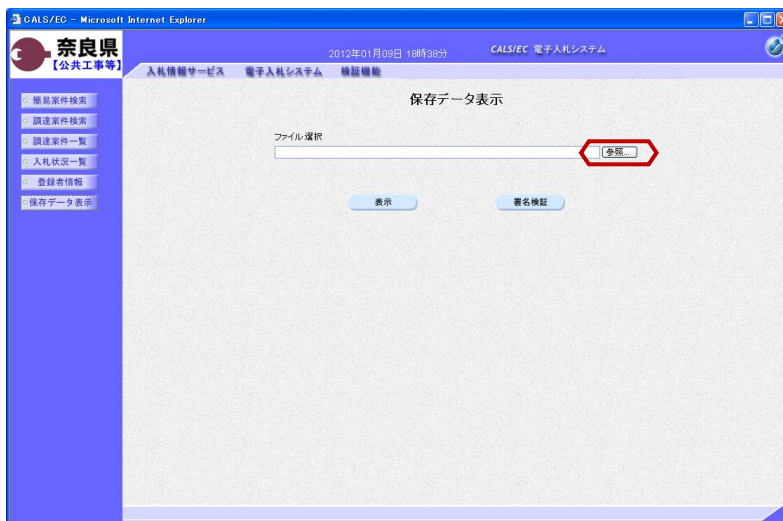 CALS/EC - Microsoft Internet Explorer
奈良県
【公共工事等】
2012年01月09日 18時38分
CALS/EC 電子入札システム
入札情報サービス 電子入札システム 検証機能
簡易案件検索
調達案件検索
調達案件一覧
入札状況一覧
登録者情報
保存データ表示
保存データ表示
ファイル選択
参照...
表示 署名検証